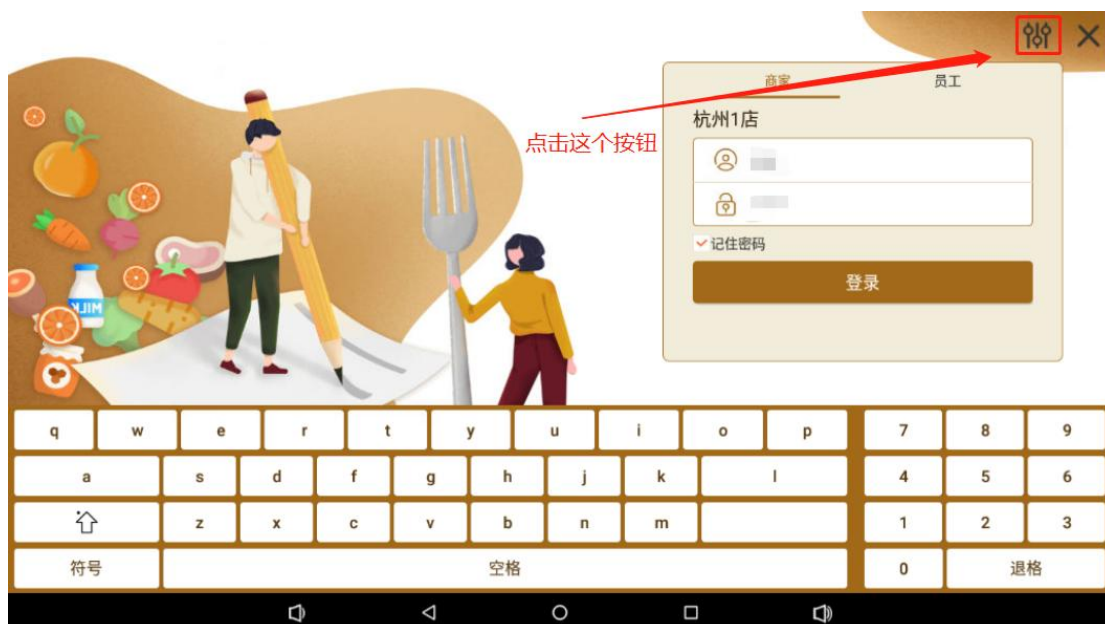 商家 员工
杭州1店
点击这个按钮
记住密码
登录
MILK
q w e r t y u i o p 7 8 9
a s d f g h j k l 4 5 6
z x c v b n m 1 2 3
符号 空格 0 退格